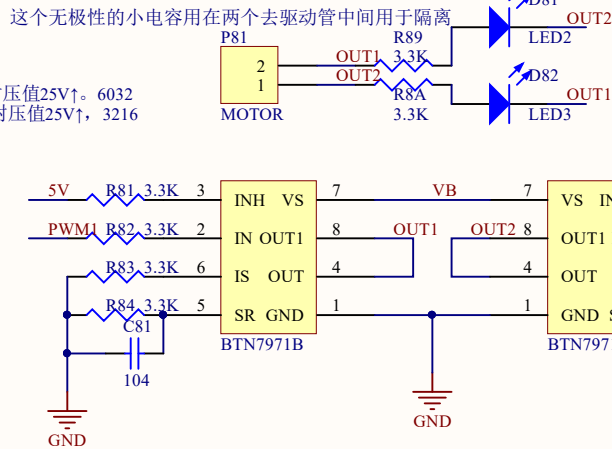 这个无极性的小电容用在两个去驱动管中间用于隔离
D81
OUT2
LED2
P81
R89
OUT1 3.3K
2
OUT2
1
R8A
3.3K
MOTOR
D82
OUT1
LED3
压值25V↑。6032
压值25V↑，3216
5V R81 3.3K 3 INH VS 7 VB 7 VS IN
PWM1 R82 3.3K 2 IN OUT1 8 OUT1 OUT2 8 OUT1
R83 3.3K 6 IS OUT 4 4 OUT
R84 3.3K 5 SR GND 1 1 GND
C81
104
BTN7971B
BTN797
GND
GND